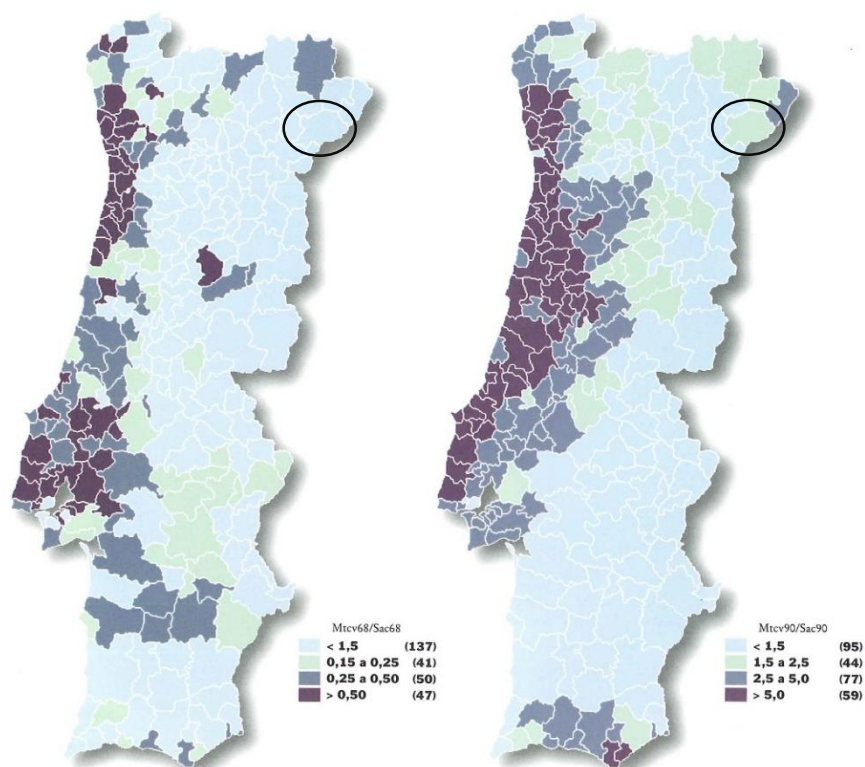 Mtcv68/Sac68
< 1,5 (137)
0,15 a 0,25 (41)
0,25 a 0,50 (50)
> 0,50 (47)
Mtcv90/Sac90
< 1,5 (95)
1,5 a 2,5 (44)
2,5 a 5,0 (77)
> 5,0 (59)